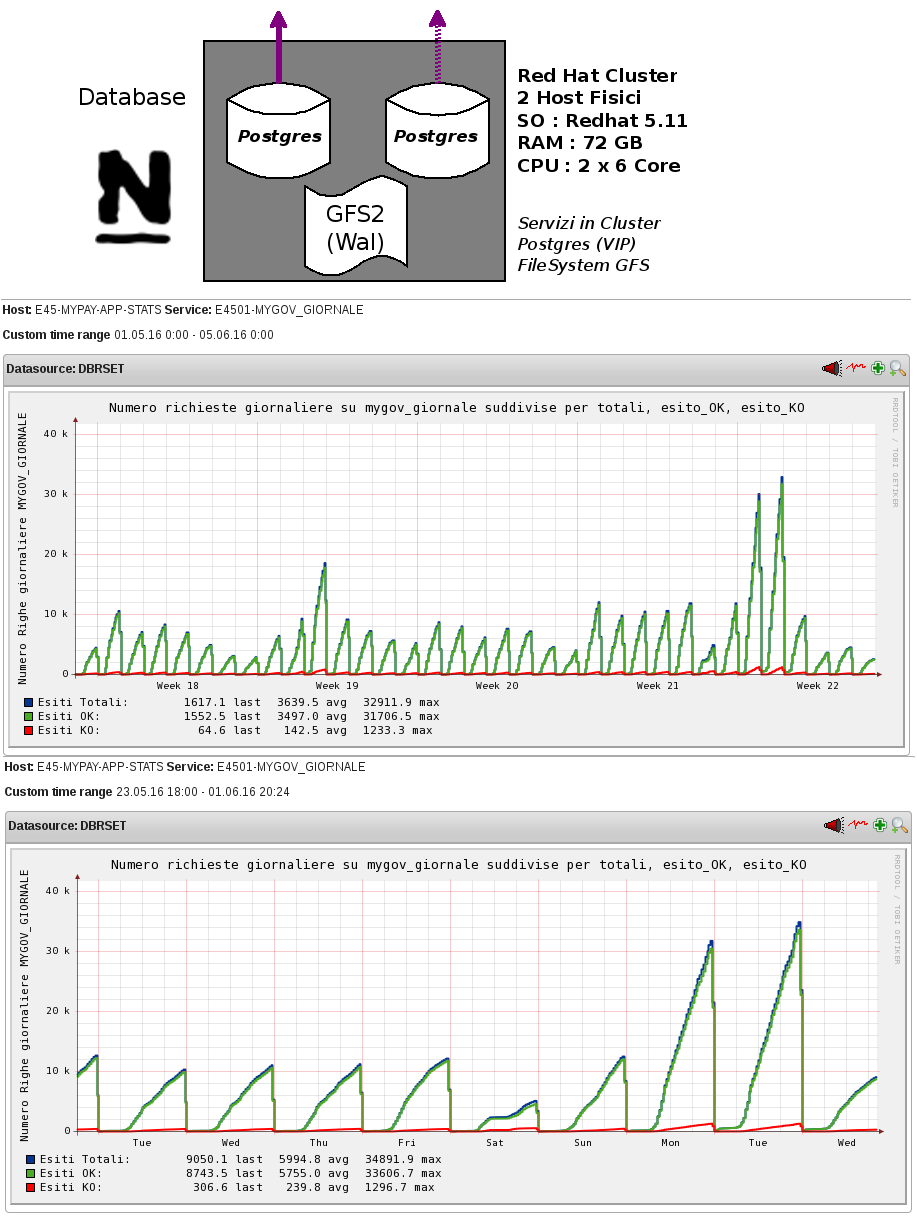 Database
N
Postgres
Postgres
GFS2
(Wal)
Red Hat Cluster
2 Host Fisici
SO : Redhat 5.11
RAM : 72 GB
CPU : 2 x 6 Core
Servizi in Cluster
Postgres (VIP)
FileSystem GFS
Host: E45-MYPAY-APP-STATS Service: E4501-MYGOV_GIORNALE
Custom time range 01.05.16 0:00 - 05.06.16 0:00
Datasource: DBRSET
Numero richieste giornaliere su mygov_giornale suddivise per totali, esito_OK, esito_KO
Numero Righe giornaliere MYGOV_GIORNALE
RRDTOOL / TOBI OETIKER
40 k
30 k
20 k
10 k
0
Week 18 Week 19 Week 20 Week 21 Week 22
Esiti Totali: 1617.1 last 3639.5 avg 32911.9 max
Esiti OK: 1552.5 last 3497.0 avg 31706.5 max
Esiti KO: 64.6 last 142.5 avg 1233.3 max
Host: E45-MYPAY-APP-STATS Service: E4501-MYGOV_GIORNALE
Custom time range 23.05.16 18:00 - 01.06.16 20:24
Datasource: DBRSET
Numero richieste giornaliere su mygov_giornale suddivise per totali, esito_OK, esito_KO
Numero Righe giornaliere MYGOV_GIORNALE
RRDTOOL / TOBI OETIKER
40 k
30 k
20 k
10 k
0
Tue Wed Thu Fri Sat Sun Mon Tue Wed
Esiti Totali: 9050.1 last 5994.8 avg 34891.9 max
Esiti OK: 8743.5 last 5755.0 avg 33606.7 max
Esiti KO: 306.6 last 239.8 avg 1296.7 max